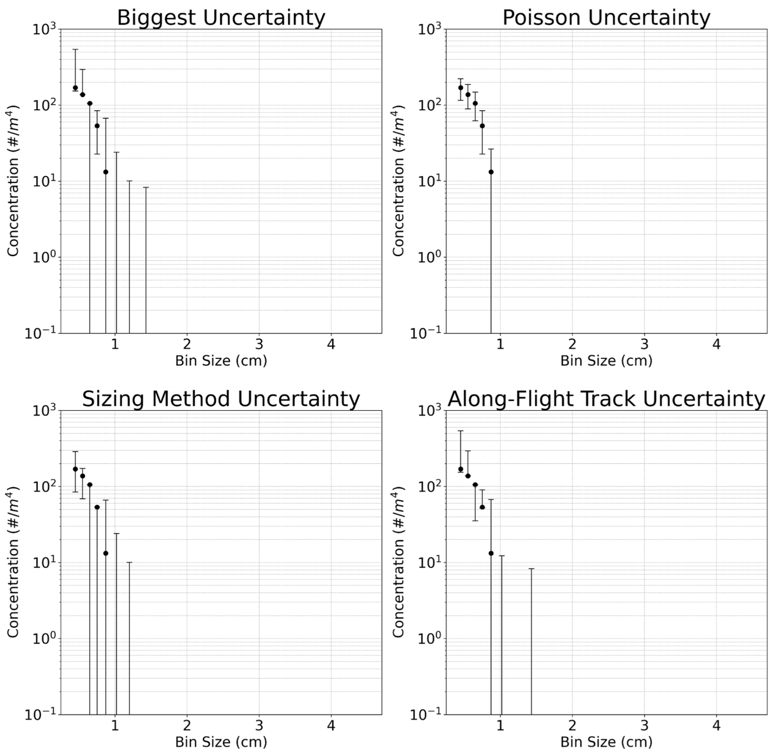 Biggest Uncertainty
Concentration (#/m⁴)
10³
10²
10¹
10⁰
10⁻¹
1 2 3 4
Bin Size (cm)
Poisson Uncertainty
Concentration (#/m⁴)
10³
10²
10¹
10⁰
10⁻¹
1 2 3 4
Bin Size (cm)
Sizing Method Uncertainty
Concentration (#/m⁴)
10³
10²
10¹
10⁰
10⁻¹
1 2 3 4
Bin Size (cm)
Along-Flight Track Uncertainty
Concentration (#/m⁴)
10³
10²
10¹
10⁰
10⁻¹
1 2 3 4
Bin Size (cm)